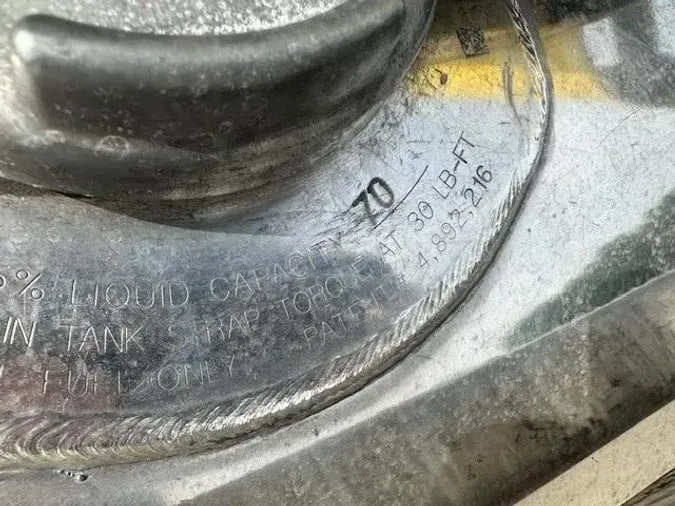 % LIQUID CAPACITY 70
IN TANK STRAP TORQUE AT 30 LB-FT
FUEL ONLY PATENT# 4,892,216